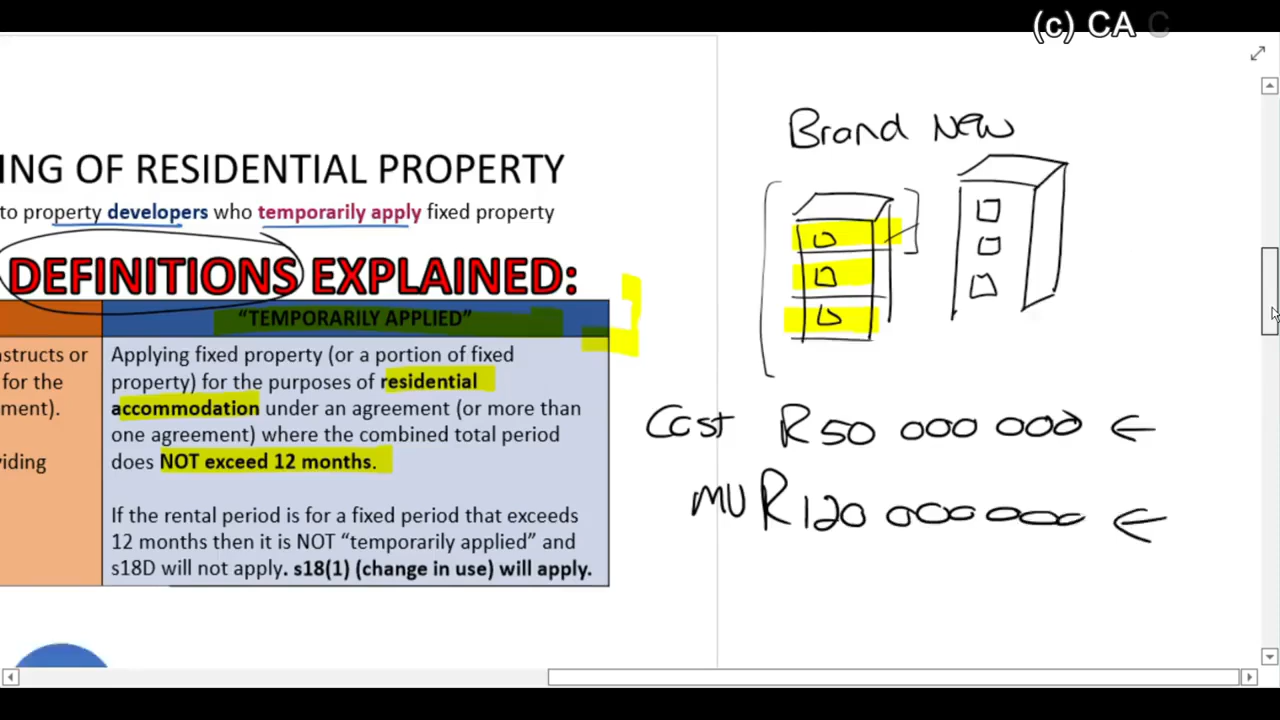 (c) CA C
Brand New
ING OF RESIDENTIAL PROPERTY
to property developers who temporarily apply fixed property
DEFINITIONS EXPLAINED:
"TEMPORARILY APPLIED"
nstructs or
for the
ment).
viding
Applying fixed property (or a portion of fixed
property) for the purposes of residential
accommodation under an agreement (or more than
one agreement) where the combined total period
does NOT exceed 12 months.
If the rental period is for a fixed period that exceeds
12 months then it is NOT “temporarily applied” and
s18D will not apply. s18(1) (change in use) will apply.
Cost R50 000 000 ←
MV R120 000 000 ←